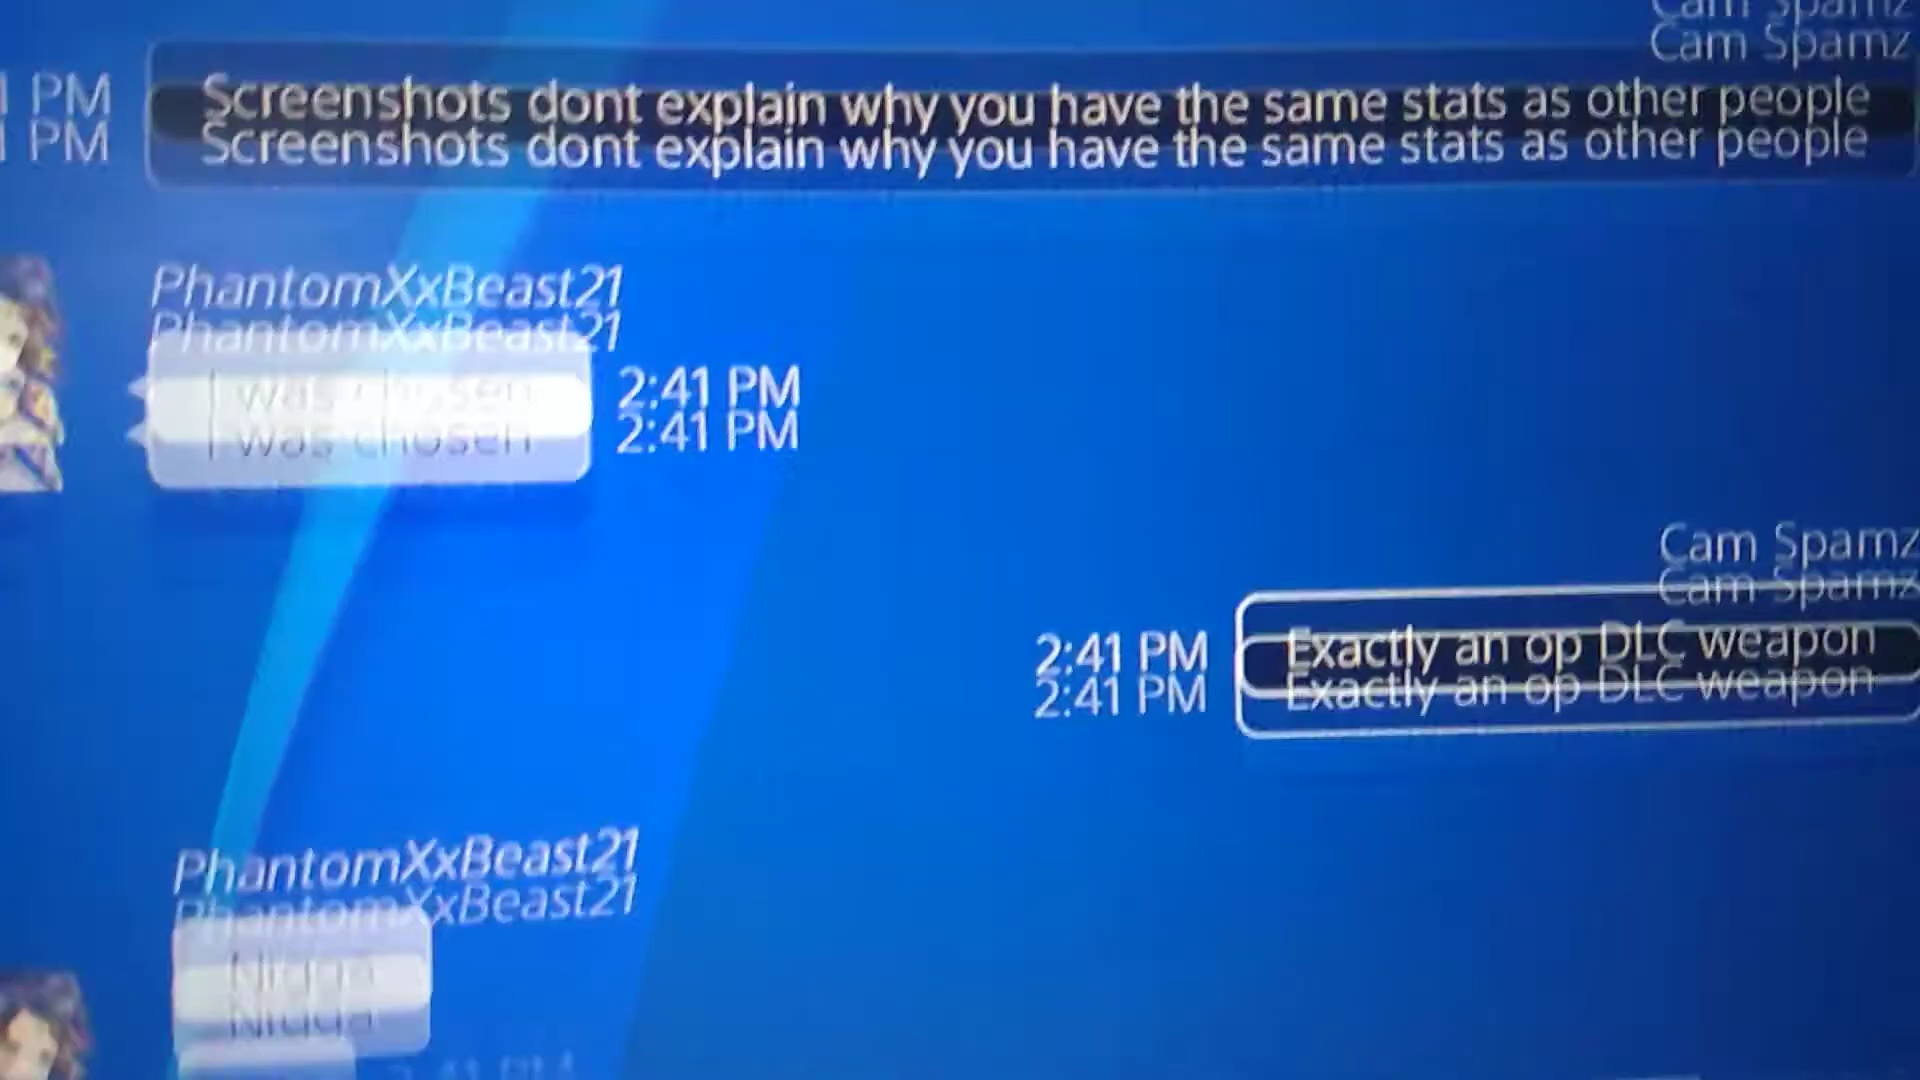 Cam Spamz
PM
Screenshots dont explain why you have the same stats as other people
PhantomXxBeast21
I was chosen
2:41 PM
Cam Spamz
2:41 PM
Exactly an op DLC weapon
PhantomXxBeast21
Nigga